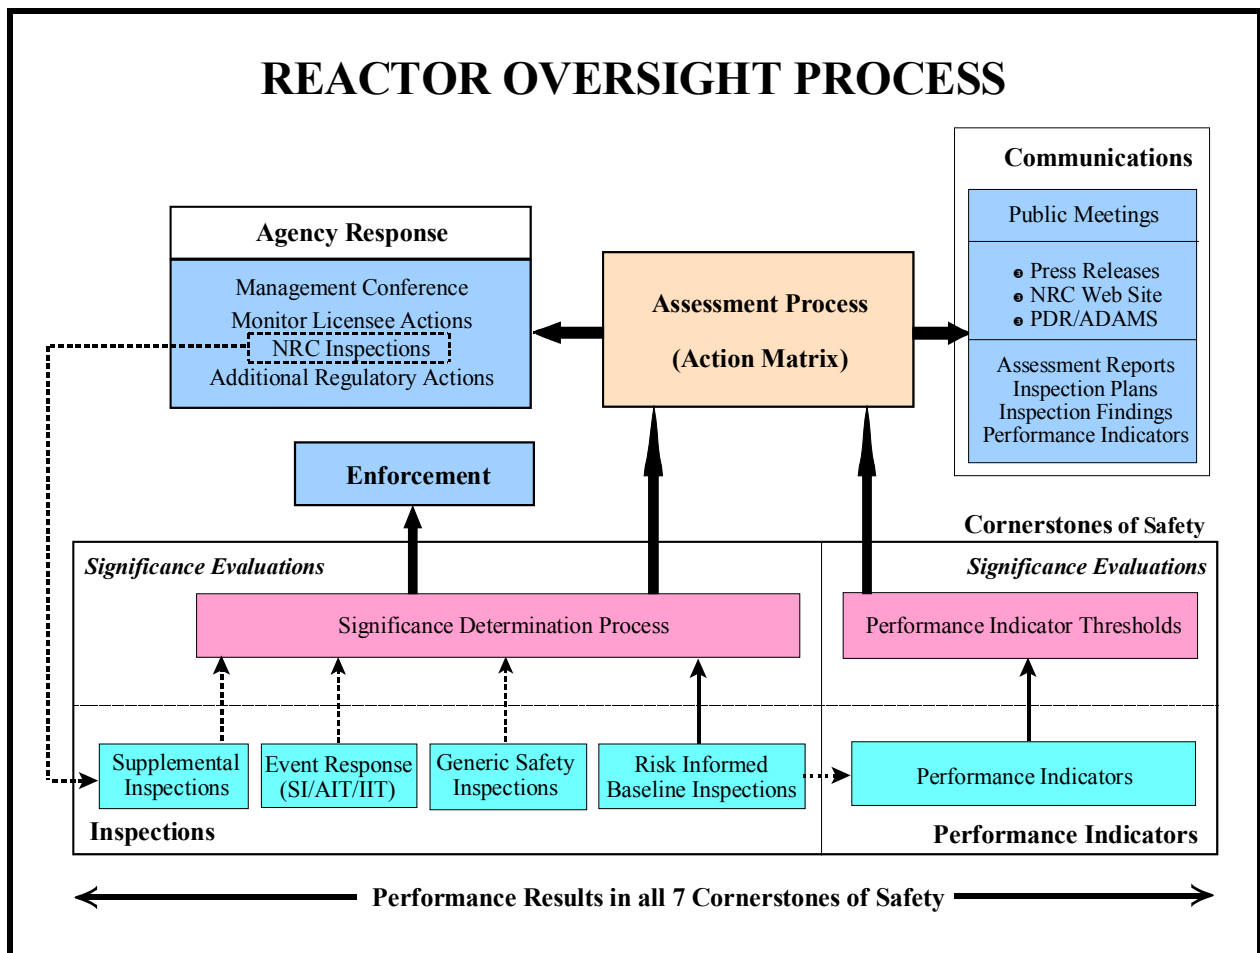 REACTOR OVERSIGHT PROCESS
Communications
Public Meetings
❸ Press Releases
❸ NRC Web Site
❸ PDR/ADAMS
Assessment Reports
Inspection Plans
Inspection Findings
Performance Indicators
Agency Response
Management Conference
Monitor Licensee Actions
NRC Inspections
Additional Regulatory Actions
Assessment Process
(Action Matrix)
Enforcement
Cornerstones of Safety
Significance Evaluations
Significance Evaluations
Significance Determination Process
Performance Indicator Thresholds
Supplemental
Inspections
Event Response
(SI/AIT/IIT)
Generic Safety
Inspections
Risk Informed
Baseline Inspections
Performance Indicators
Inspections
Performance Indicators
Performance Results in all 7 Cornerstones of Safety